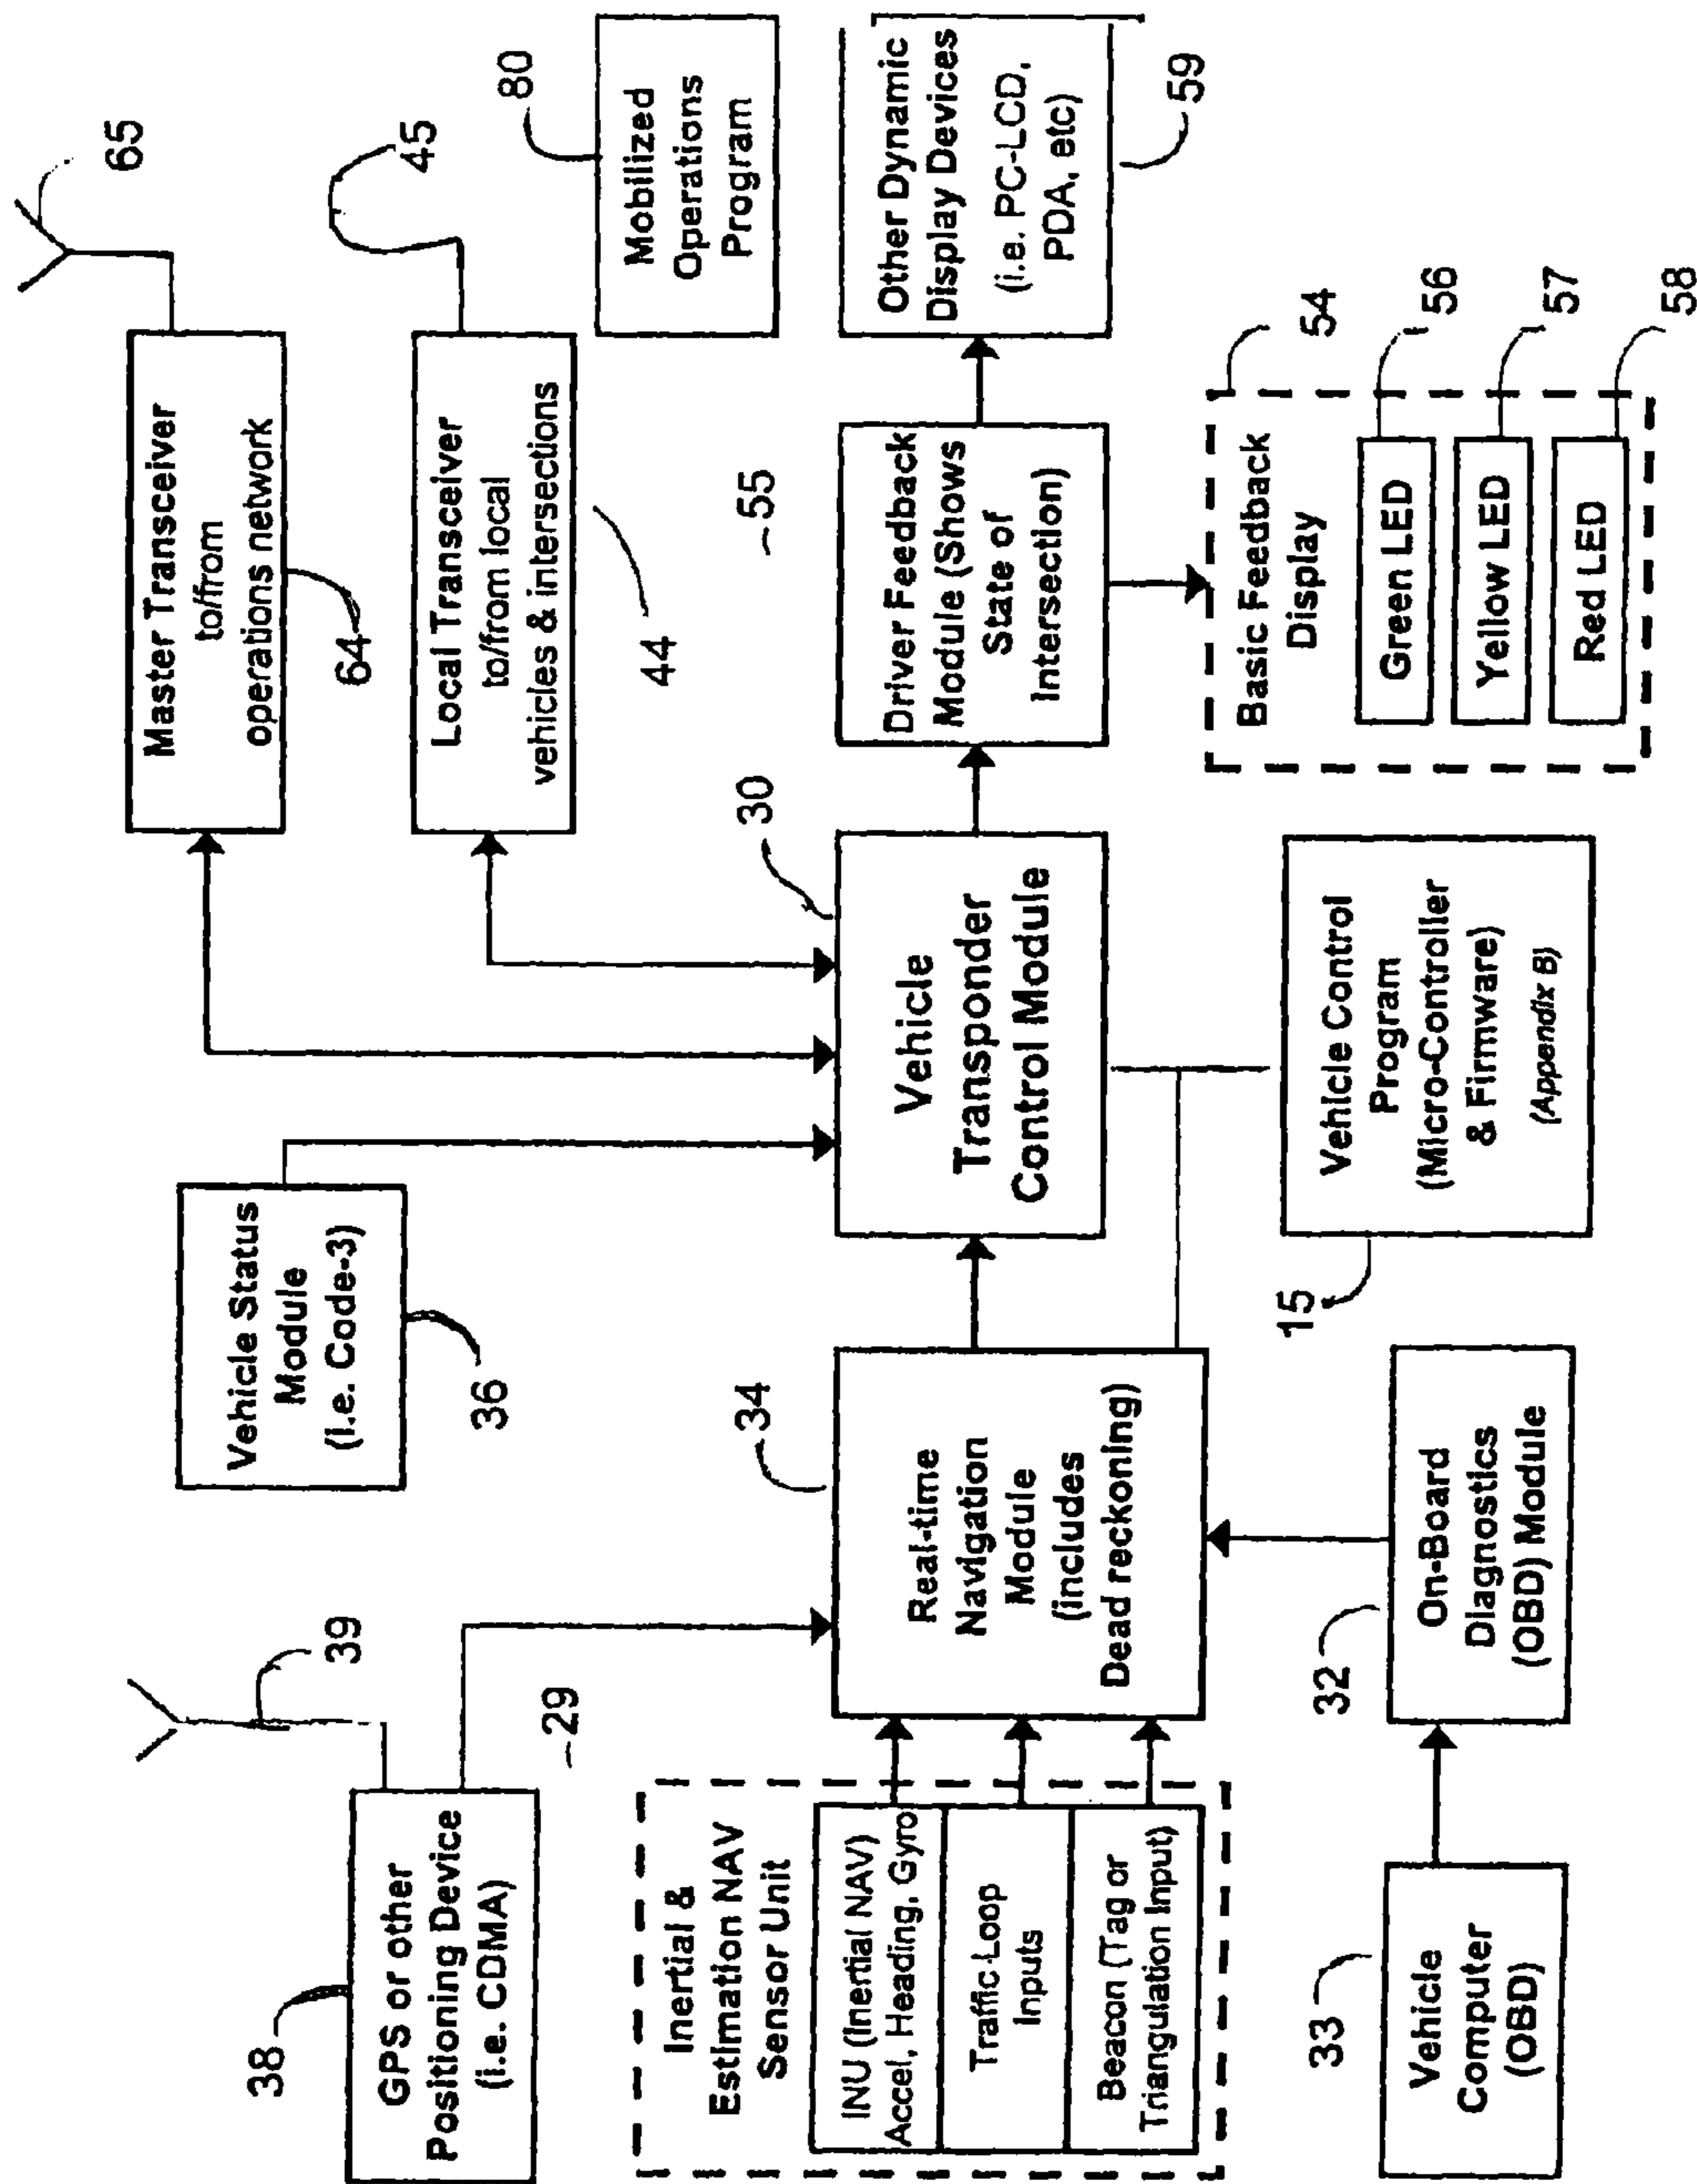 39
38
GPS or other
Positioning Device
(i.e. CDMA)
29
Vehicle Status
Module
(i.e. Code-3)
36
65
Master Transceiver
to/from
operations network
64
45
Local Transceiver
to/from local
vehicles & intersections
44
80
Mobilized
Operations
Program
Inertial &
Estimation NAV
Sensor Unit
INU (Inertial NAV)
Accel, Heading, Gyro
Traffic Loop
Inputs
Beacon (Tag or
Triangulation Input)
34
Real-time
Navigation
Module
(includes
Dead reckoning)
30
Vehicle
Transponder
Control Module
55
Driver Feedback
Module (Shows
State of
Intersection)
Other Dynamic
Display Devices
(i.e. PC-LCD,
PDA, etc)
59
33
Vehicle
Computer
(OBD)
32
On-Board
Diagnostics
(OBD) Module
15
Vehicle Control
Program
(Micro-Controller
& Firmware)
(Appendix B)
54
Basic Feedback
Display
Green LED
56
Yellow LED
57
Red LED
58